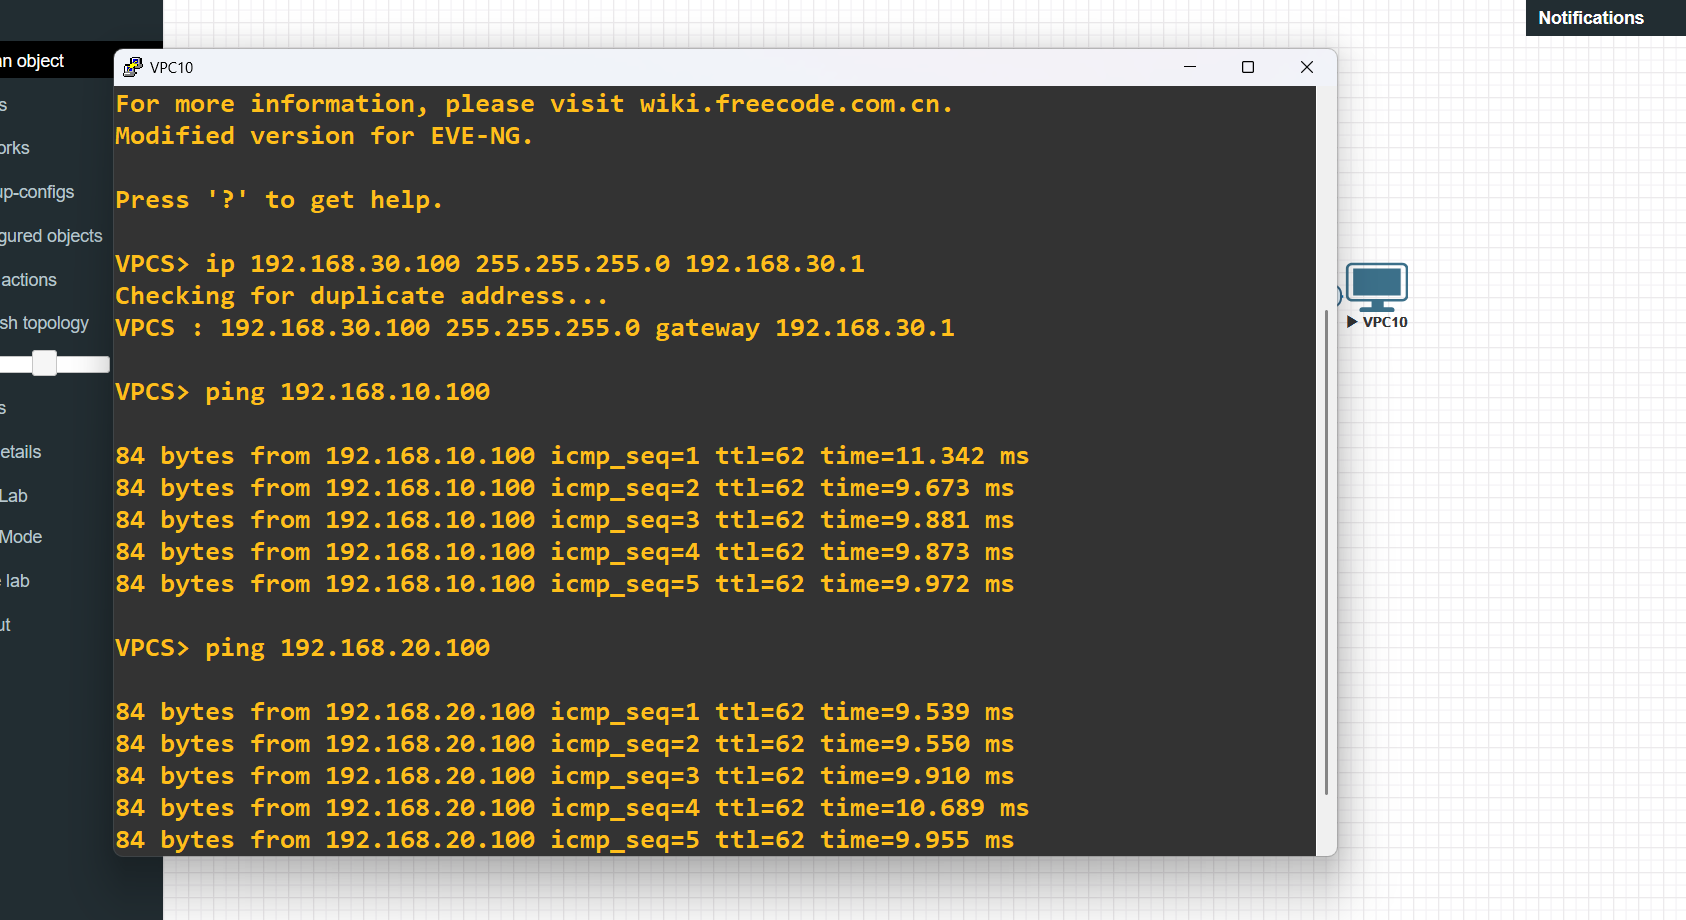 Notifications
n object
s
orks
up-configs
gured objects
actions
sh topology
s
etails
Lab
Mode
lab
ut
VPC10
For more information, please visit wiki.freecode.com.cn.
Modified version for EVE-NG.
Press '?' to get help.
VPCS> ip 192.168.30.100 255.255.255.0 192.168.30.1
Checking for duplicate address...
VPCS : 192.168.30.100 255.255.255.0 gateway 192.168.30.1
VPCS> ping 192.168.10.100
84 bytes from 192.168.10.100 icmp_seq=1 ttl=62 time=11.342 ms
84 bytes from 192.168.10.100 icmp_seq=2 ttl=62 time=9.673 ms
84 bytes from 192.168.10.100 icmp_seq=3 ttl=62 time=9.881 ms
84 bytes from 192.168.10.100 icmp_seq=4 ttl=62 time=9.873 ms
84 bytes from 192.168.10.100 icmp_seq=5 ttl=62 time=9.972 ms
VPCS> ping 192.168.20.100
84 bytes from 192.168.20.100 icmp_seq=1 ttl=62 time=9.539 ms
84 bytes from 192.168.20.100 icmp_seq=2 ttl=62 time=9.550 ms
84 bytes from 192.168.20.100 icmp_seq=3 ttl=62 time=9.910 ms
84 bytes from 192.168.20.100 icmp_seq=4 ttl=62 time=10.689 ms
84 bytes from 192.168.20.100 icmp_seq=5 ttl=62 time=9.955 ms
VPC10